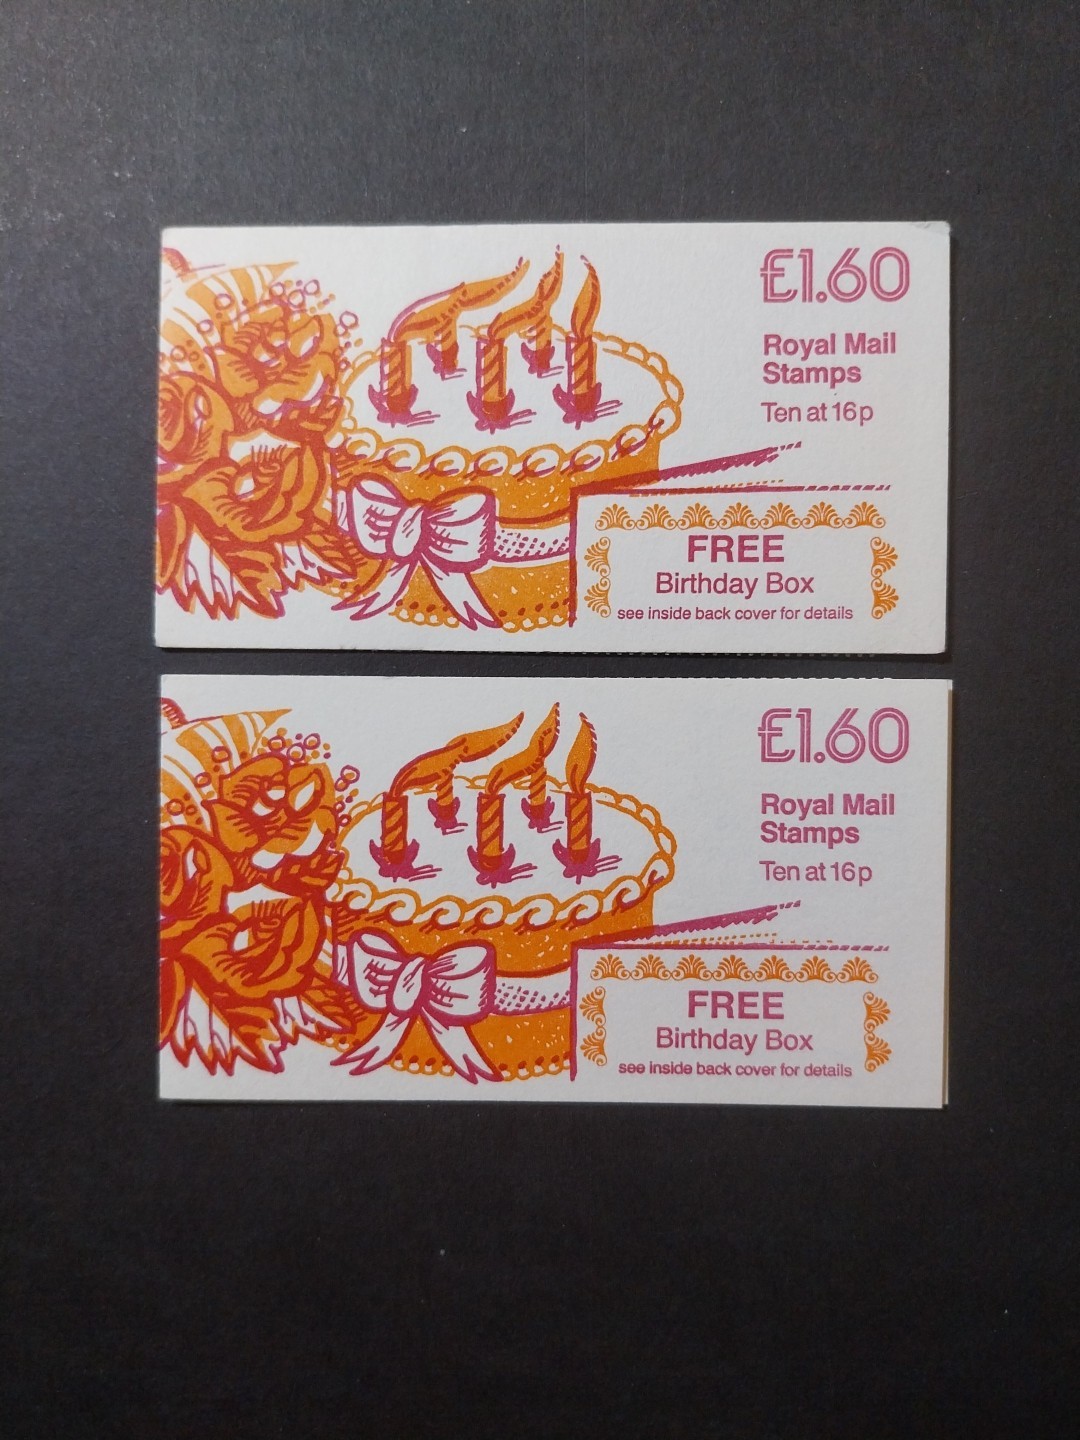 £1.60
Royal Mail
Stamps
Ten at 16p
FREE
Birthday Box
see inside back cover for details
£1.60
Royal Mail
Stamps
Ten at 16p
FREE
Birthday Box
see inside back cover for details